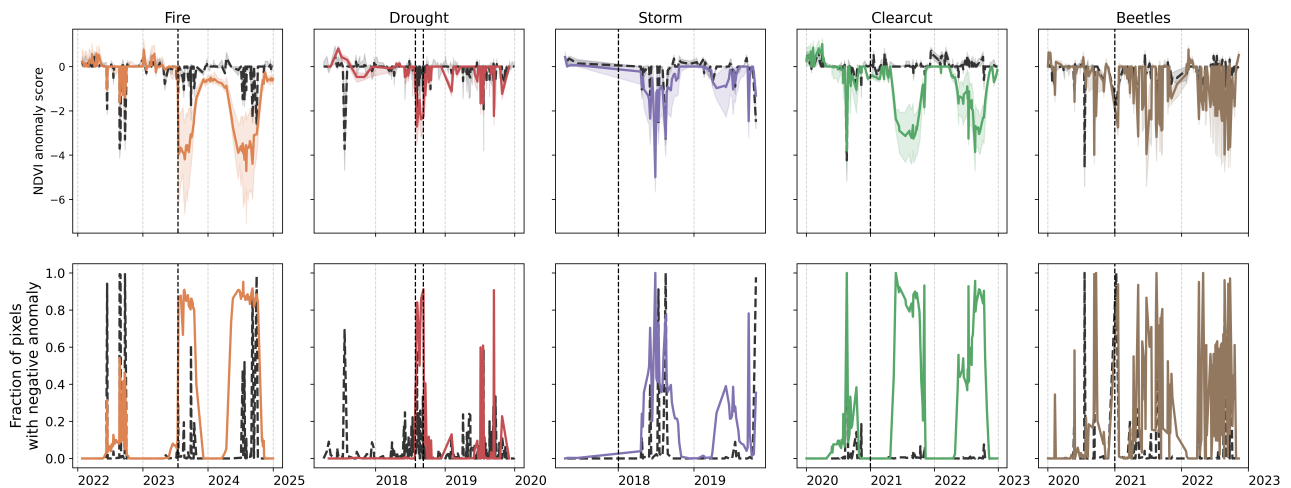 Fire Drought Storm Clearcut Beetles
NDVI anomaly score
0
−2
−4
−6
Fraction of pixels
with negative anomaly
1.0
0.8
0.6
0.4
0.2
0.0
2022 2023 2024 2025 2018 2019 2020 2018 2019 2020 2021 2022 2023 2020 2021 2022 2023